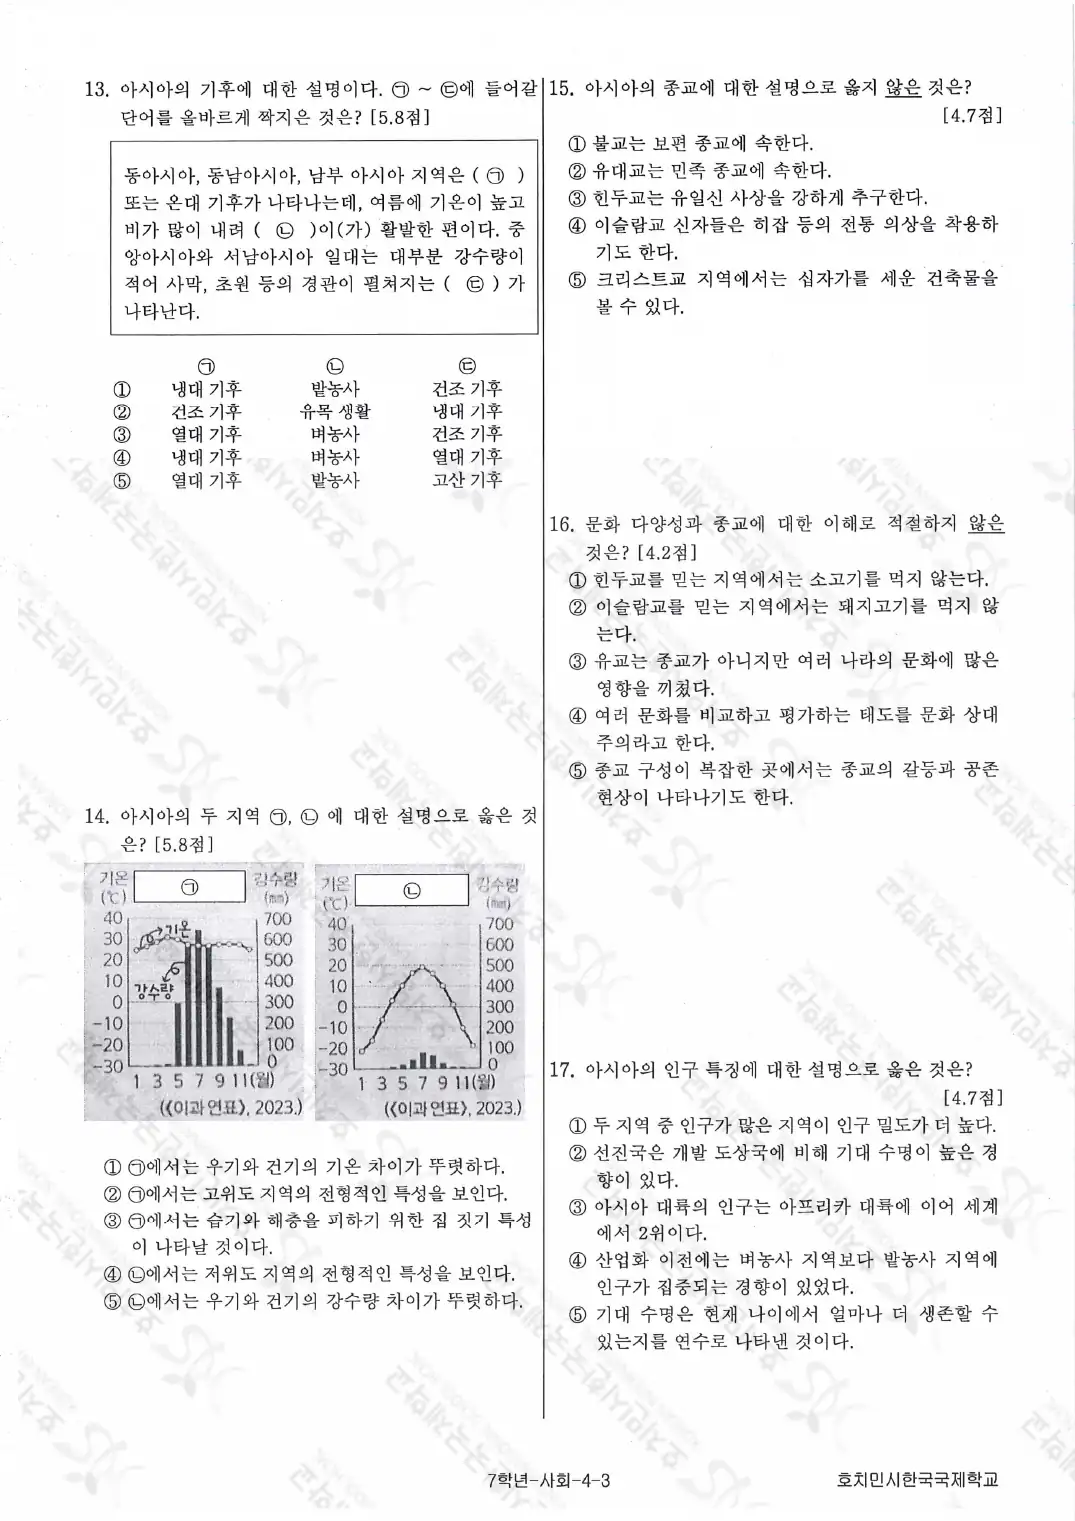 13. 아시아의 기후에 대한 설명이다. ㉠ ~ ㉢에 들어갈
단어를 올바르게 짝지은 것은? [5.8점]
동아시아, 동남아시아, 남부 아시아 지역은 ( ㉠ )
또는 온대 기후가 나타나는데, 여름에 기온이 높고
비가 많이 내려 ( ㉡ )이(가) 활발한 편이다. 중
앙아시아와 서남아시아 일대는 대부분 강수량이
적어 사막, 초원 등의 경관이 펼쳐지는 ( ㉢ ) 가
나타난다.
㉠ ㉡ ㉢
① 냉대 기후 밭농사 건조 기후
② 건조 기후 유목 생활 냉대 기후
③ 열대 기후 벼농사 건조 기후
④ 냉대 기후 벼농사 열대 기후
⑤ 열대 기후 밭농사 고산 기후
14. 아시아의 두 지역 ㉠, ㉡ 에 대한 설명으로 옳은 것
은? [5.8점]
기온 ㉠ 강수량
(℃) (㎜)
40 700
30 기온 600
20 500
10 강수량 400
0 300
-10 200
-20 100
-30 0
1 3 5 7 9 11(월)
(《이과 연표》, 2023.)
기온 ㉡ 강수량
(℃) (㎜)
40 700
30 600
20 500
10 400
0 300
-10 200
-20 100
-30 0
1 3 5 7 9 11(월)
(《이과 연표》, 2023.)
① ㉠에서는 우기와 건기의 기온 차이가 뚜렷하다.
② ㉠에서는 고위도 지역의 전형적인 특성을 보인다.
③ ㉠에서는 습기와 해충을 피하기 위한 집 짓기 특성
이 나타날 것이다.
④ ㉡에서는 저위도 지역의 전형적인 특성을 보인다.
⑤ ㉡에서는 우기와 건기의 강수량 차이가 뚜렷하다.
15. 아시아의 종교에 대한 설명으로 옳지 않은 것은?
[4.7점]
① 불교는 보편 종교에 속한다.
② 유대교는 민족 종교에 속한다.
③ 힌두교는 유일신 사상을 강하게 추구한다.
④ 이슬람교 신자들은 히잡 등의 전통 의상을 착용하
기도 한다.
⑤ 크리스트교 지역에서는 십자가를 세운 건축물을
볼 수 있다.
16. 문화 다양성과 종교에 대한 이해로 적절하지 않은
것은? [4.2점]
① 힌두교를 믿는 지역에서는 소고기를 먹지 않는다.
② 이슬람교를 믿는 지역에서는 돼지고기를 먹지 않
는다.
③ 유교는 종교가 아니지만 여러 나라의 문화에 많은
영향을 끼쳤다.
④ 여러 문화를 비교하고 평가하는 태도를 문화 상대
주의라고 한다.
⑤ 종교 구성이 복잡한 곳에서는 종교의 갈등과 공존
현상이 나타나기도 한다.
17. 아시아의 인구 특징에 대한 설명으로 옳은 것은?
[4.7점]
① 두 지역 중 인구가 많은 지역이 인구 밀도가 더 높다.
② 선진국은 개발 도상국에 비해 기대 수명이 높은 경
향이 있다.
③ 아시아 대륙의 인구는 아프리카 대륙에 이어 세계
에서 2위이다.
④ 산업화 이전에는 벼농사 지역보다 밭농사 지역에
인구가 집중되는 경향이 있었다.
⑤ 기대 수명은 현재 나이에서 얼마나 더 생존할 수
있는지를 연수로 나타낸 것이다.
7학년-사회-4-3
호치민시한국국제학교